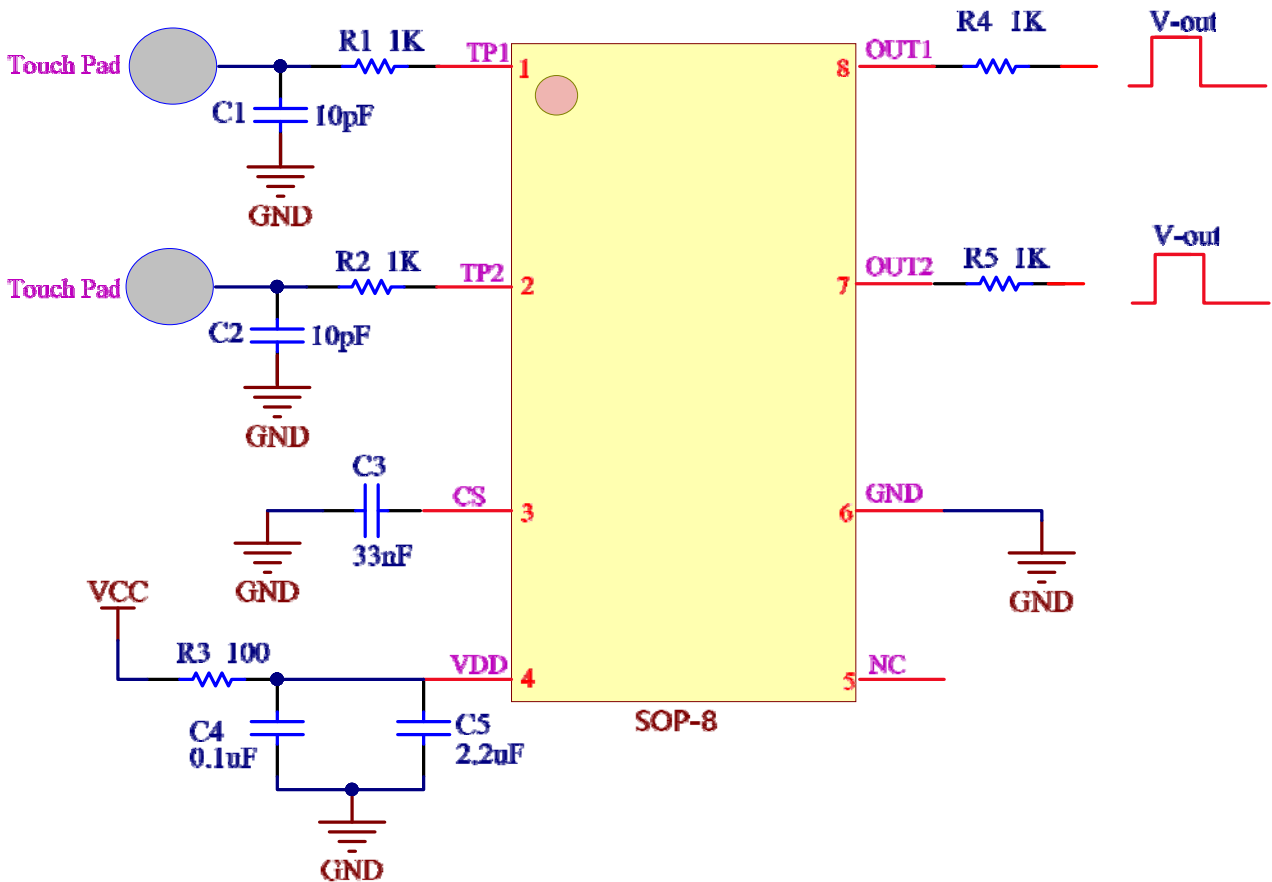 R4 1K
V-out
R1 1K
TP1
OUT1
Touch Pad
1
8
C1
10pF
GND
V-out
R2 1K
TP2
OUT2
R5 1K
Touch Pad
2
7
C2
10pF
GND
C3
CS
3
GND
6
33nF
GND
VCC
GND
R3 100
VDD
4
NC
5
SOP-8
C4
0.1uF
C5
2.2uF
GND